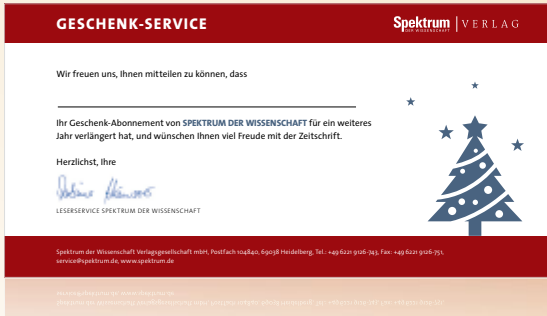 GESCHENK-SERVICE
Spektrum | VERLAG
DER WISSENSCHAFT
Wir freuen uns, Ihnen mitteilen zu können, dass
Ihr Geschenk-Abonnement von SPEKTRUM DER WISSENSCHAFT für ein weiteres
Jahr verlängert hat, und wünschen Ihnen viel Freude mit der Zeitschrift.
Herzlichst, Ihre
LESERSERVICE SPEKTRUM DER WISSENSCHAFT
Spektrum der Wissenschaft Verlagsgesellschaft mbH, Postfach 104840, 69038 Heidelberg, Tel.: +49 6221 9126-743, Fax: +49 6221 9126-751,
service@spektrum.de, www.spektrum.de